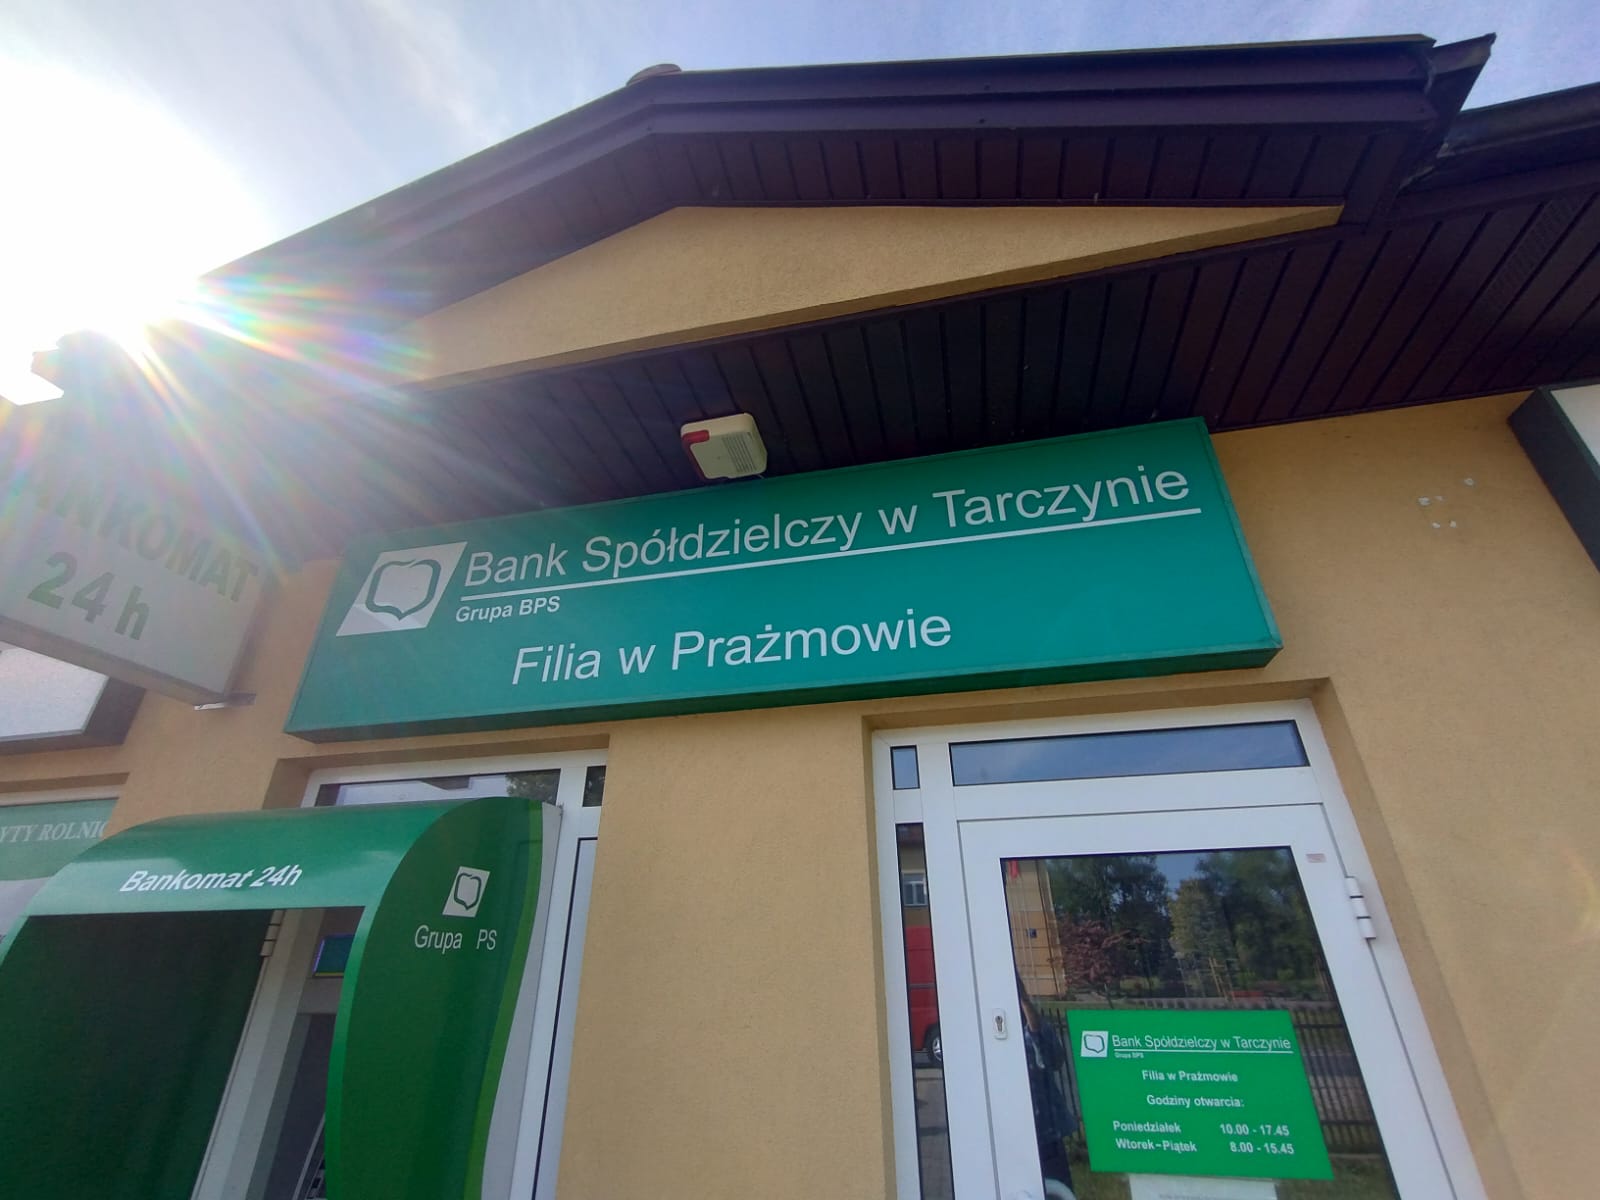 BANKOMAT
24 h
Bank Spółdzielczy w Tarczynie
Grupa BPS
Filia w Prażmowie
Bankomat 24h
Grupa PS
Bank Spółdzielczy w Tarczynie
Grupa BPS
Filia w Prażmowie
Godziny otwarcia:
Poniedziałek 10.00 - 17.45
Wtorek–Piątek 8.00 - 15.45